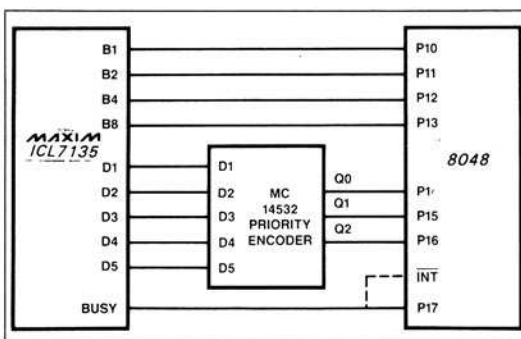 B1
B2
B4
B8
MAXIM
ICL7135
D1
D2
D3
D4
D5
BUSY
D1
D2
D3
D4
D5
MC
14532
PRIORITY
ENCODER
Q0
Q1
Q2
P10
P11
P12
P13
8048
P15
P16
INT
P17